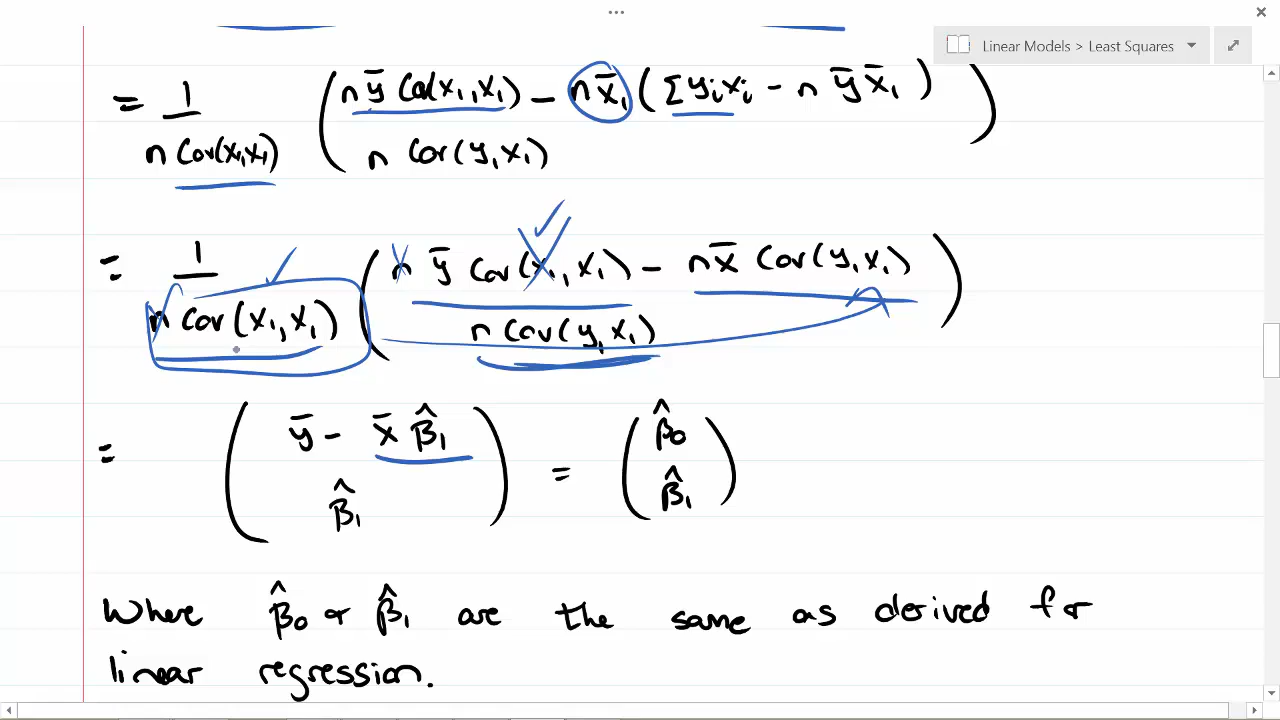 Linear Models > Least Squares
= 1 / n Cov(x₁,x₁) ( n ȳ Cov(x₁,x₁) − n x̄₁ ( Σ yᵢ xᵢ − n ȳ x̄₁ ) )
n Cov(y,x₁)
= 1 / n Cov(x₁,x₁) ( n ȳ Cov(x₁,x₁) − n x̄ Cov(y,x₁) )
n Cov(y,x₁)
= ( ȳ − x̄ β̂₁ ) = ( β̂₀ )
β̂₁ β̂₁
Where β̂₀ or β̂₁ are the same as derived for
linear regression.